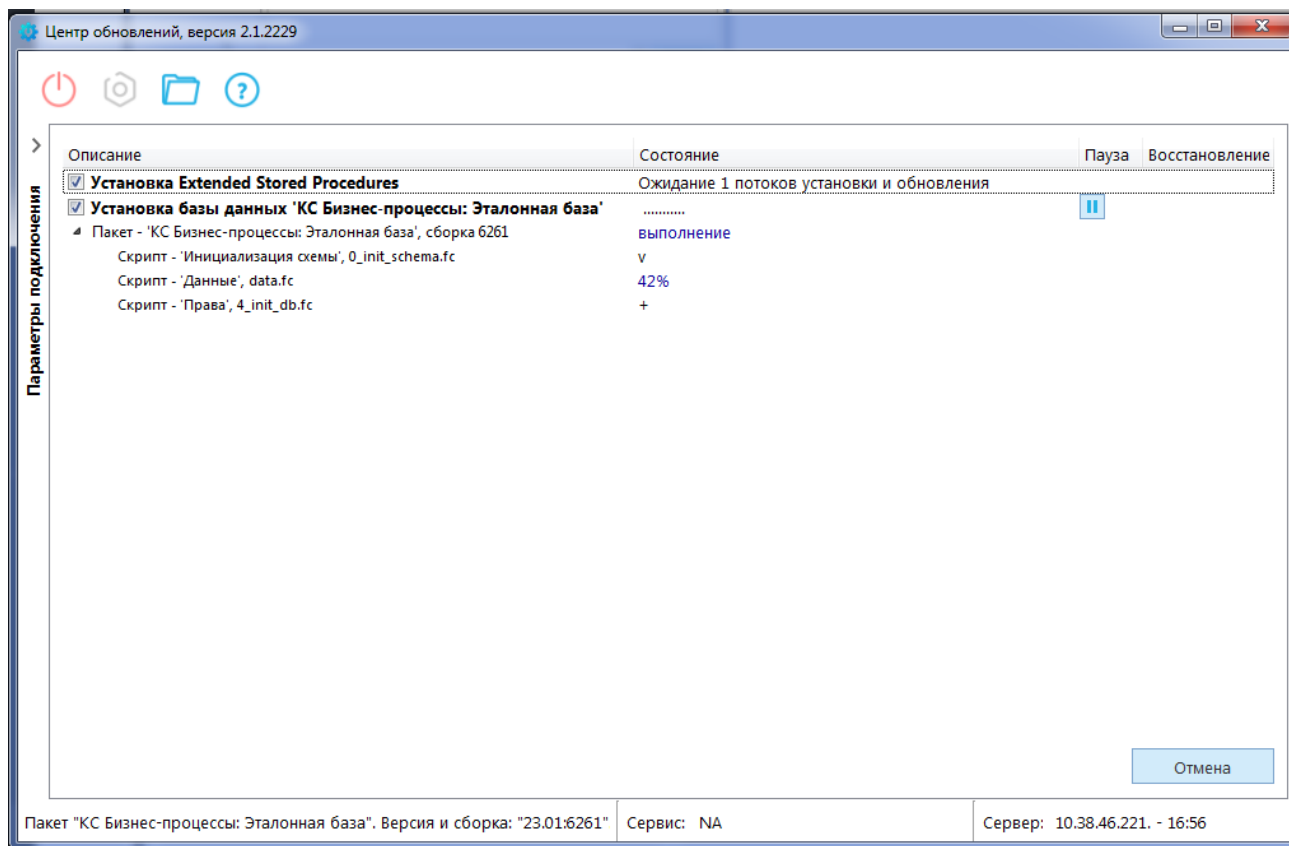 Центр обновлений, версия 2.1.2229
?
Описание Состояние Пауза Восстановление
Установка Extended Stored Procedures Ожидание 1 потоков установки и обновления
Установка базы данных 'КС Бизнес-процессы: Эталонная база' ...........
Пакет - 'КС Бизнес-процессы: Эталонная база', сборка 6261 выполнение
Скрипт - 'Инициализация схемы', 0_init_schema.fc v
Скрипт - 'Данные', data.fc 42%
Скрипт - 'Права', 4_init_db.fc +
Параметры подключения
Отмена
Пакет "КС Бизнес-процессы: Эталонная база". Версия и сборка: "23.01:6261" Сервис: NA Сервер: 10.38.46.221. - 16:56